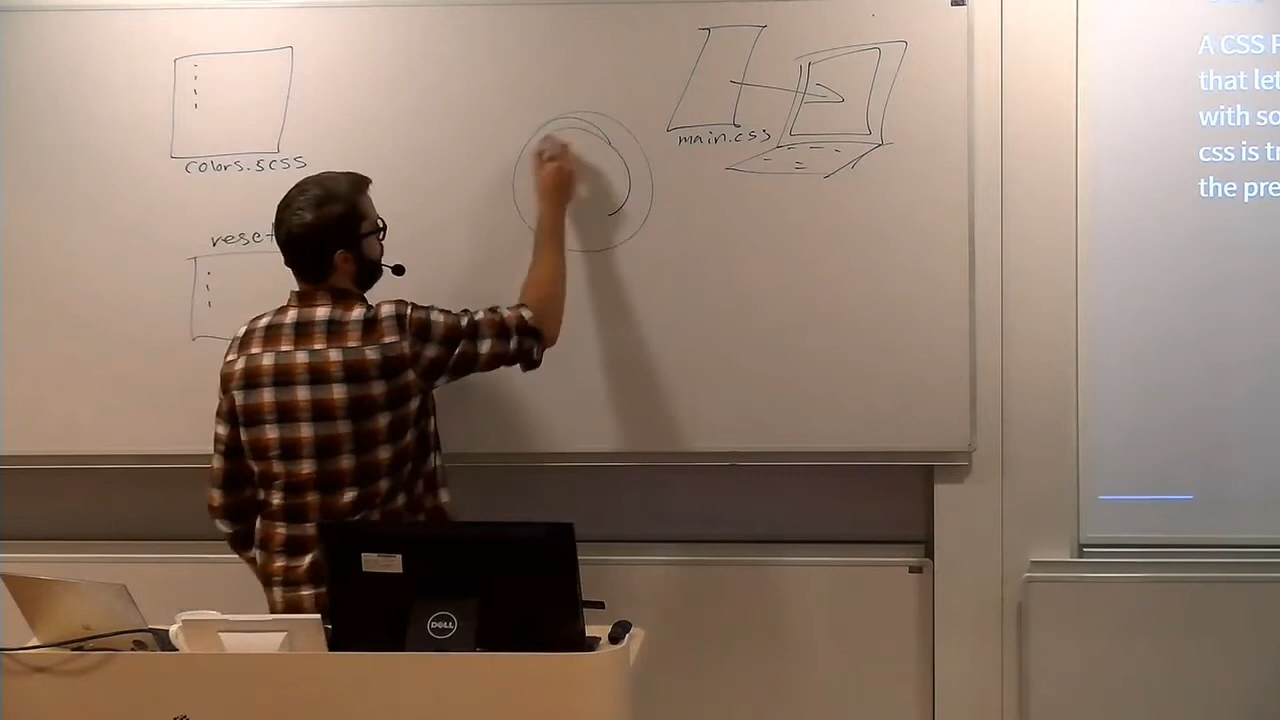 colors.scss
reset
main.css
A CSS P
that let
with so
css is tr
the pre
DELL